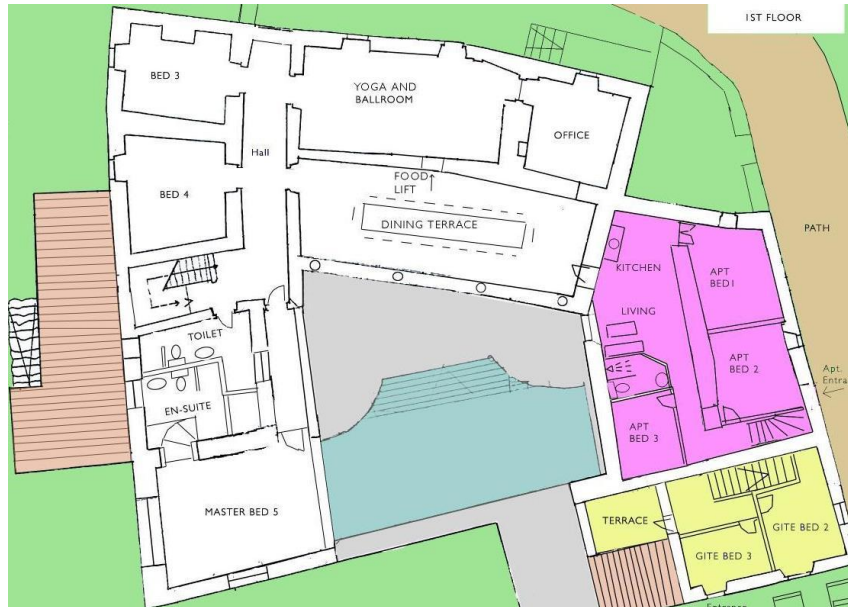 1ST FLOOR
BED 3
YOGA AND
BALLROOM
OFFICE
Hall
FOOD
LIFT
BED 4
DINING TERRACE
PATH
KITCHEN
APT
BED1
LIVING
TOILET
APT
BED 2
Apt.
EN-SUITE
APT
BED 3
MASTER BED 5
TERRACE
GITE BED 2
GITE BED 3